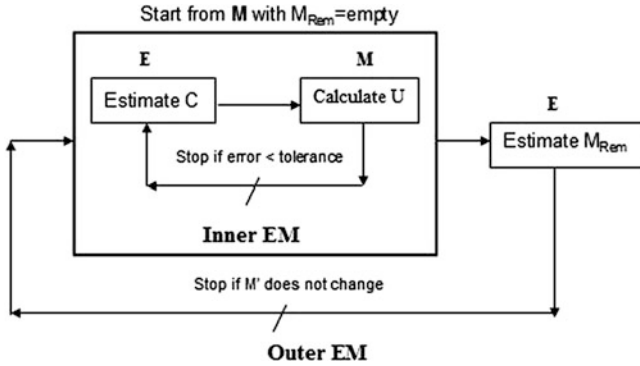 Start from M with M_Rem=empty
E
M
Estimate C
Calculate U
E
Estimate M_Rem
Stop if error < tolerance
Inner EM
Stop if M' does not change
Outer EM